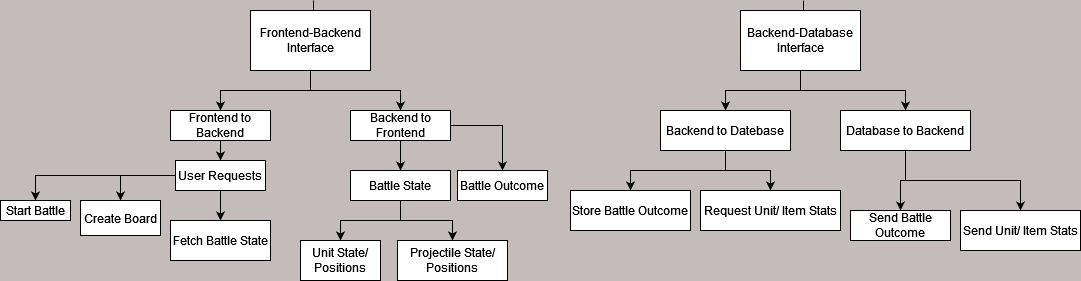 Frontend-Backend
Interface
Backend-Database
Interface
Frontend to
Backend
Backend to
Frontend
Backend to Datebase
Database to Backend
User Requests
Battle State
Battle Outcome
Start Battle
Create Board
Fetch Battle State
Unit State/
Positions
Projectile State/
Positions
Store Battle Outcome
Request Unit/ Item Stats
Send Battle
Outcome
Send Unit/ Item Stats